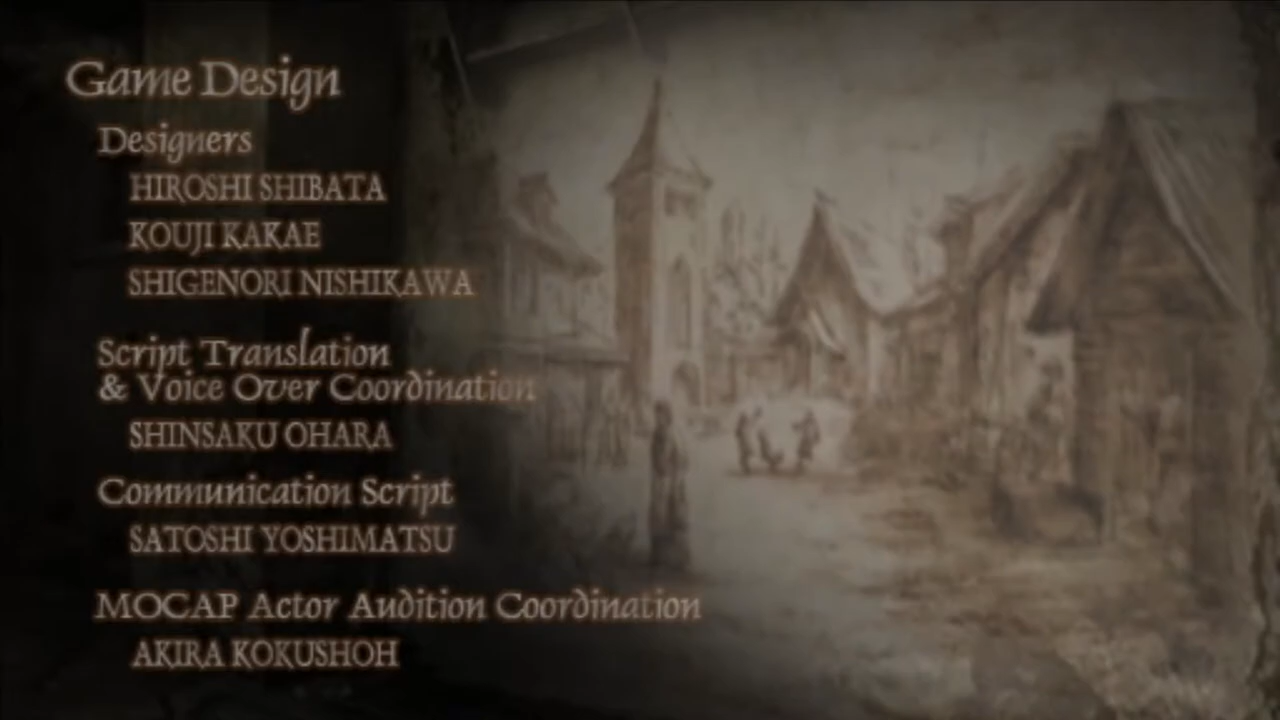 Game Design
Designers
HIROSHI SHIBATA
KOUJI KAKAE
SHIGENORI NISHIKAWA
Script Translation
& Voice Over Coordination
SHINSAKU OHARA
Communication Script
SATOSHI YOSHIMATSU
MOCAP Actor Audition Coordination
AKIRA KOKUSHOH